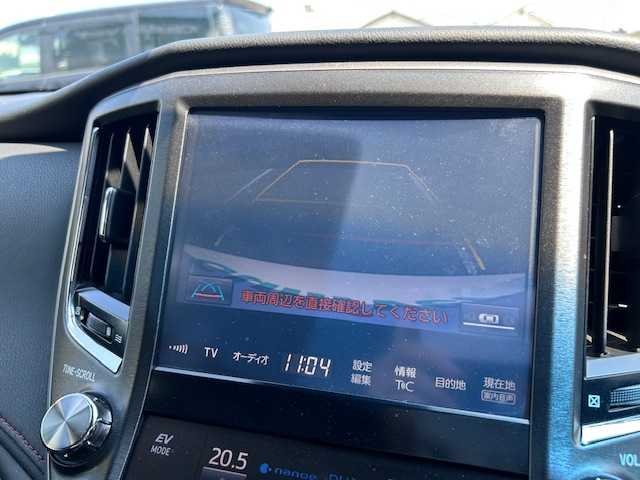 車両周辺を直接確認してください
TV オーディオ 11:04 設定 編集 情報 TC 目的地 現在地 案内音声
TUNE・SCROLL
EV
MODE
20.5 nanoe
VOL